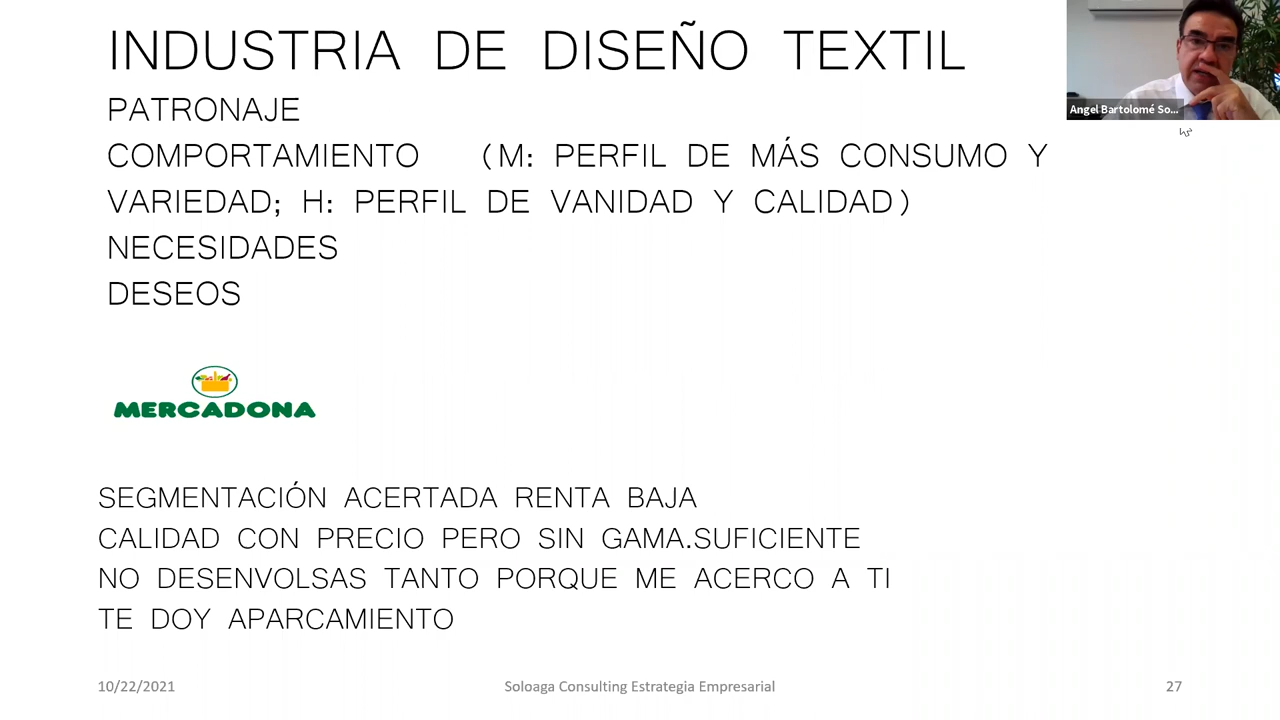 INDUSTRIA DE DISEÑO TEXTIL
PATRONAJE
COMPORTAMIENTO (M: PERFIL DE MÁS CONSUMO Y
VARIEDAD; H: PERFIL DE VANIDAD Y CALIDAD)
NECESIDADES
DESEOS
Angel Bartolomé So...
MERCADONA
SEGMENTACIÓN ACERTADA RENTA BAJA
CALIDAD CON PRECIO PERO SIN GAMA.SUFICIENTE
NO DESENVOLSAS TANTO PORQUE ME ACERCO A TI
TE DOY APARCAMIENTO
10/22/2021
Soloaga Consulting Estrategia Empresarial
27